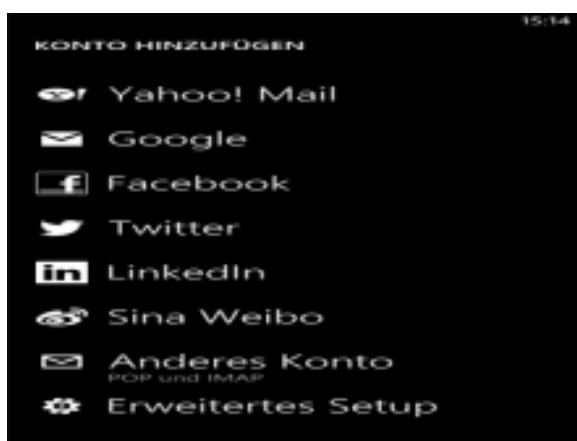 15:14
KONTO HINZUFÜGEN
Yahoo! Mail
Google
Facebook
Twitter
LinkedIn
Sina Weibo
Anderes Konto
POP und IMAP
Erweitertes Setup